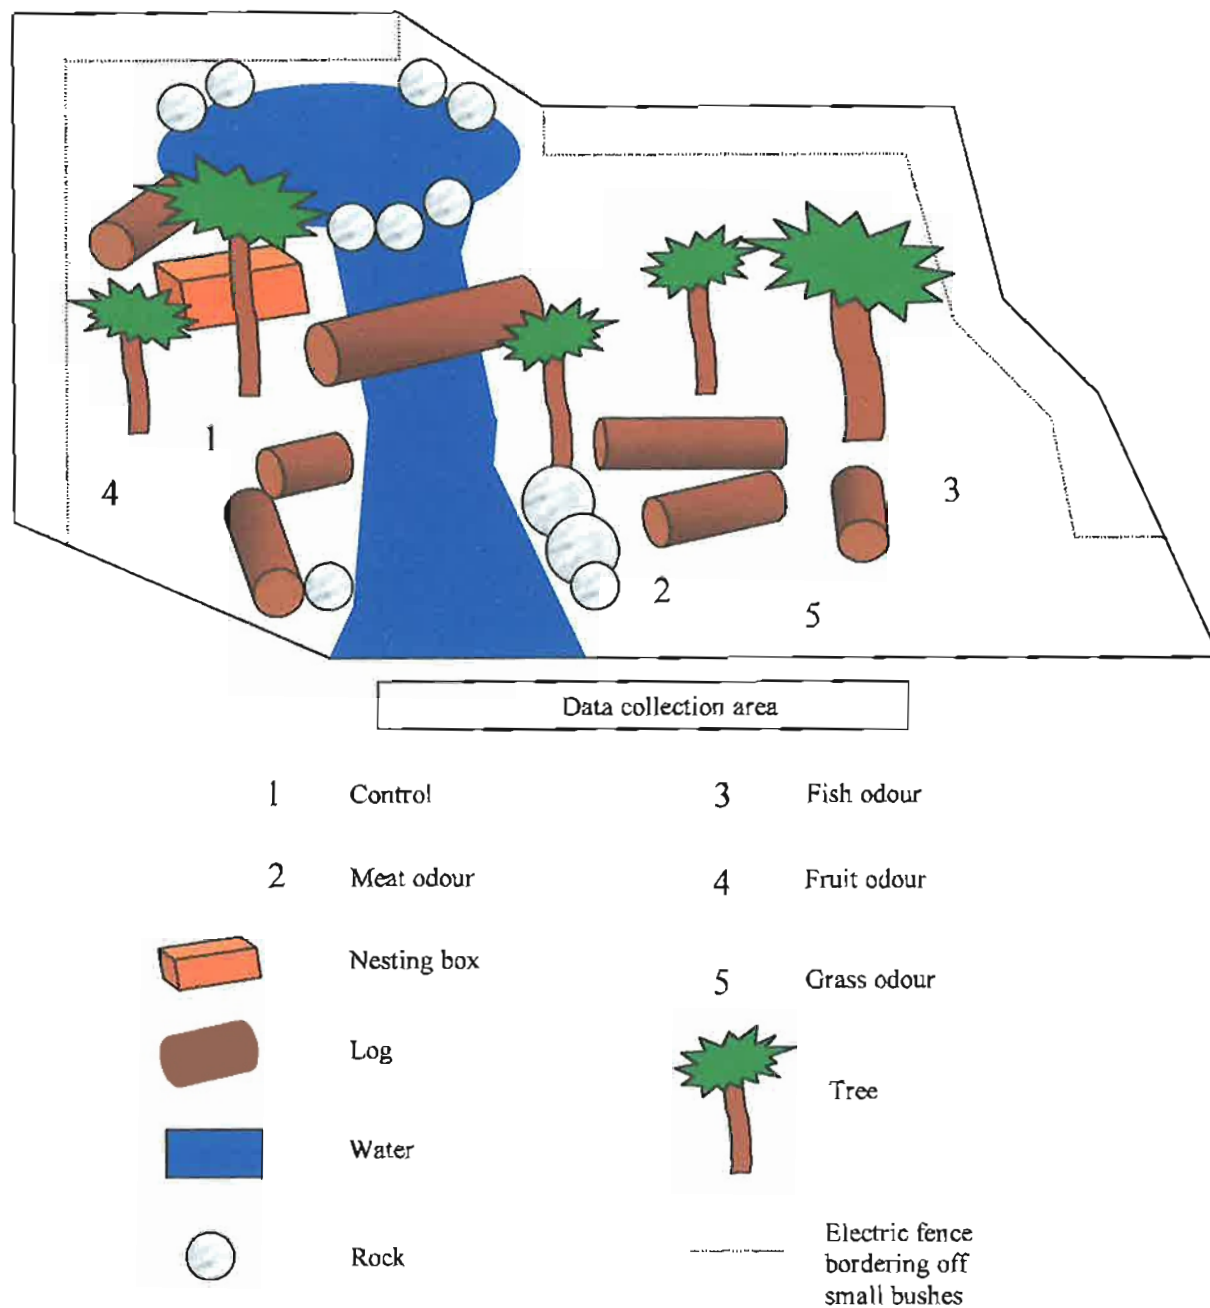 1
4
3
2
5
Data collection area
1 Control
3 Fish odour
2 Meat odour
4 Fruit odour
Nesting box
5 Grass odour
Log
Tree
Water
Rock
Electric fence
bordering off
small bushes